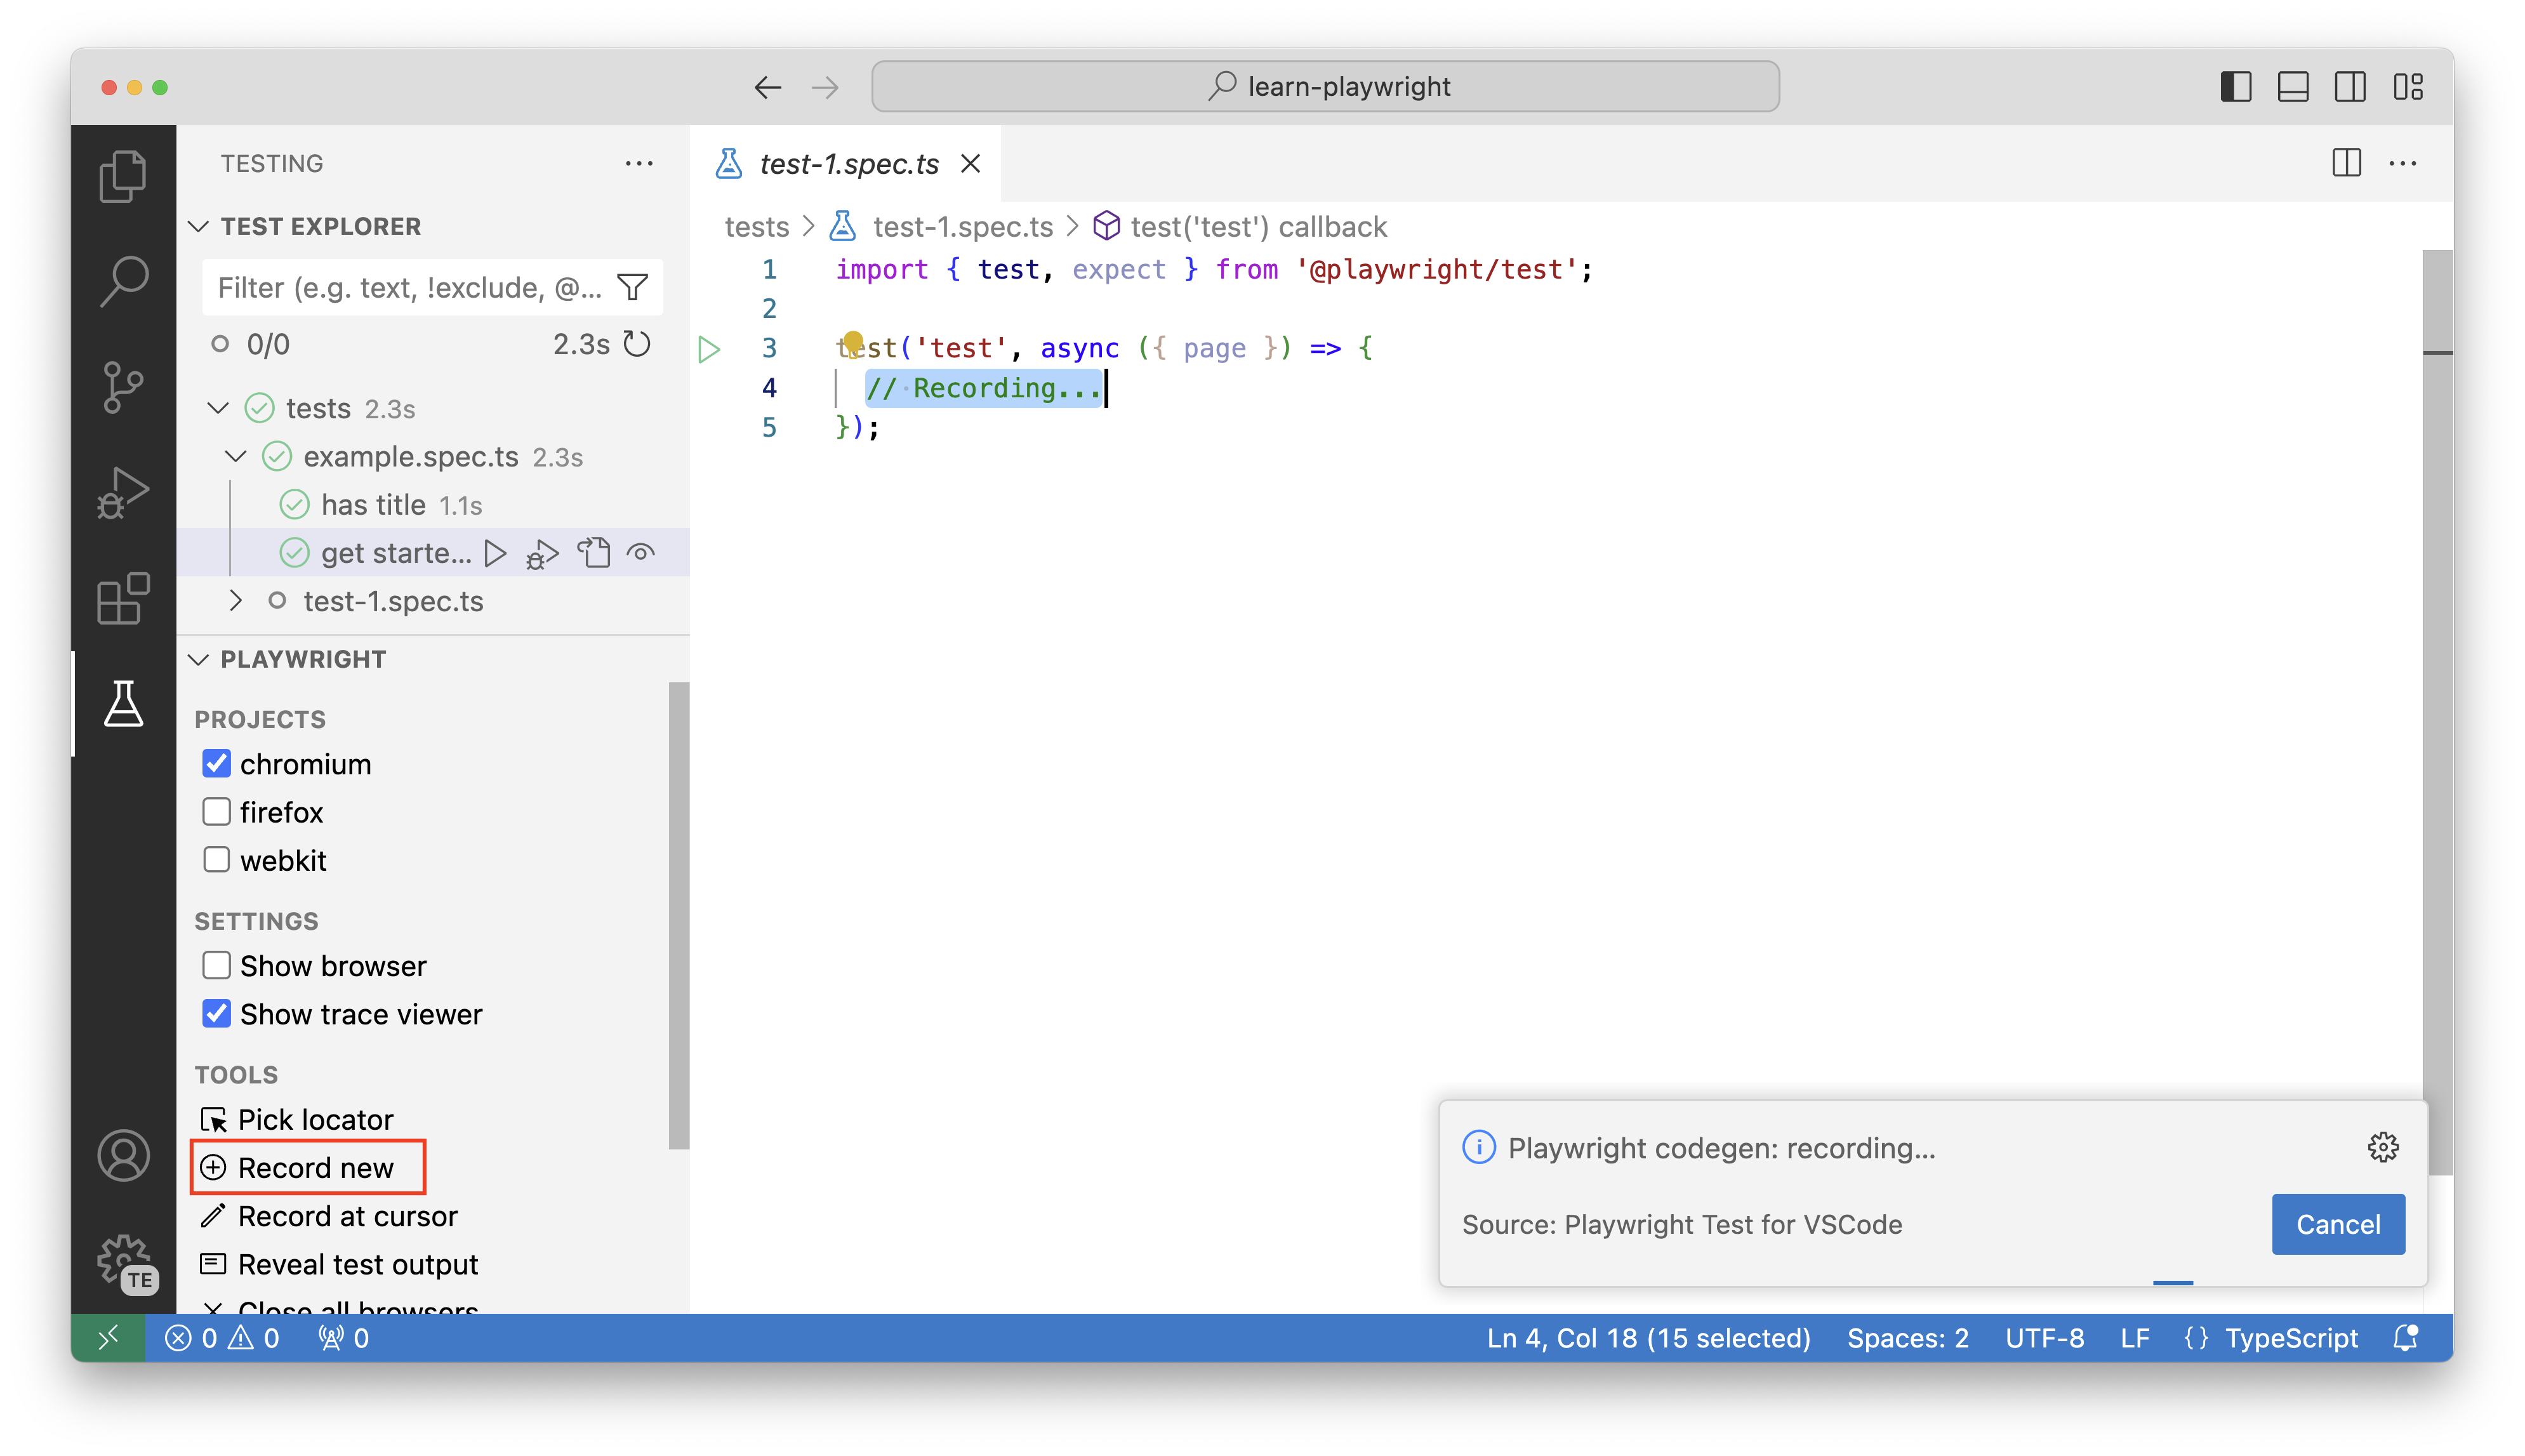 learn-playwright
TESTING
TEST EXPLORER
Filter (e.g. text, !exclude, @...
0/0 2.3s
tests 2.3s
example.spec.ts 2.3s
has title 1.1s
get starte...
test-1.spec.ts
PLAYWRIGHT
PROJECTS
chromium
firefox
webkit
SETTINGS
Show browser
Show trace viewer
TOOLS
Pick locator
Record new
Record at cursor
Reveal test output
Close all browsers
TE
test-1.spec.ts
tests > test-1.spec.ts > test('test') callback
1 import { test, expect } from '@playwright/test';
2
3 test('test', async ({ page }) => {
4 // Recording...
5 });
Playwright codegen: recording...
Source: Playwright Test for VSCode
Cancel
0 0 0
Ln 4, Col 18 (15 selected) Spaces: 2 UTF-8 LF {} TypeScript